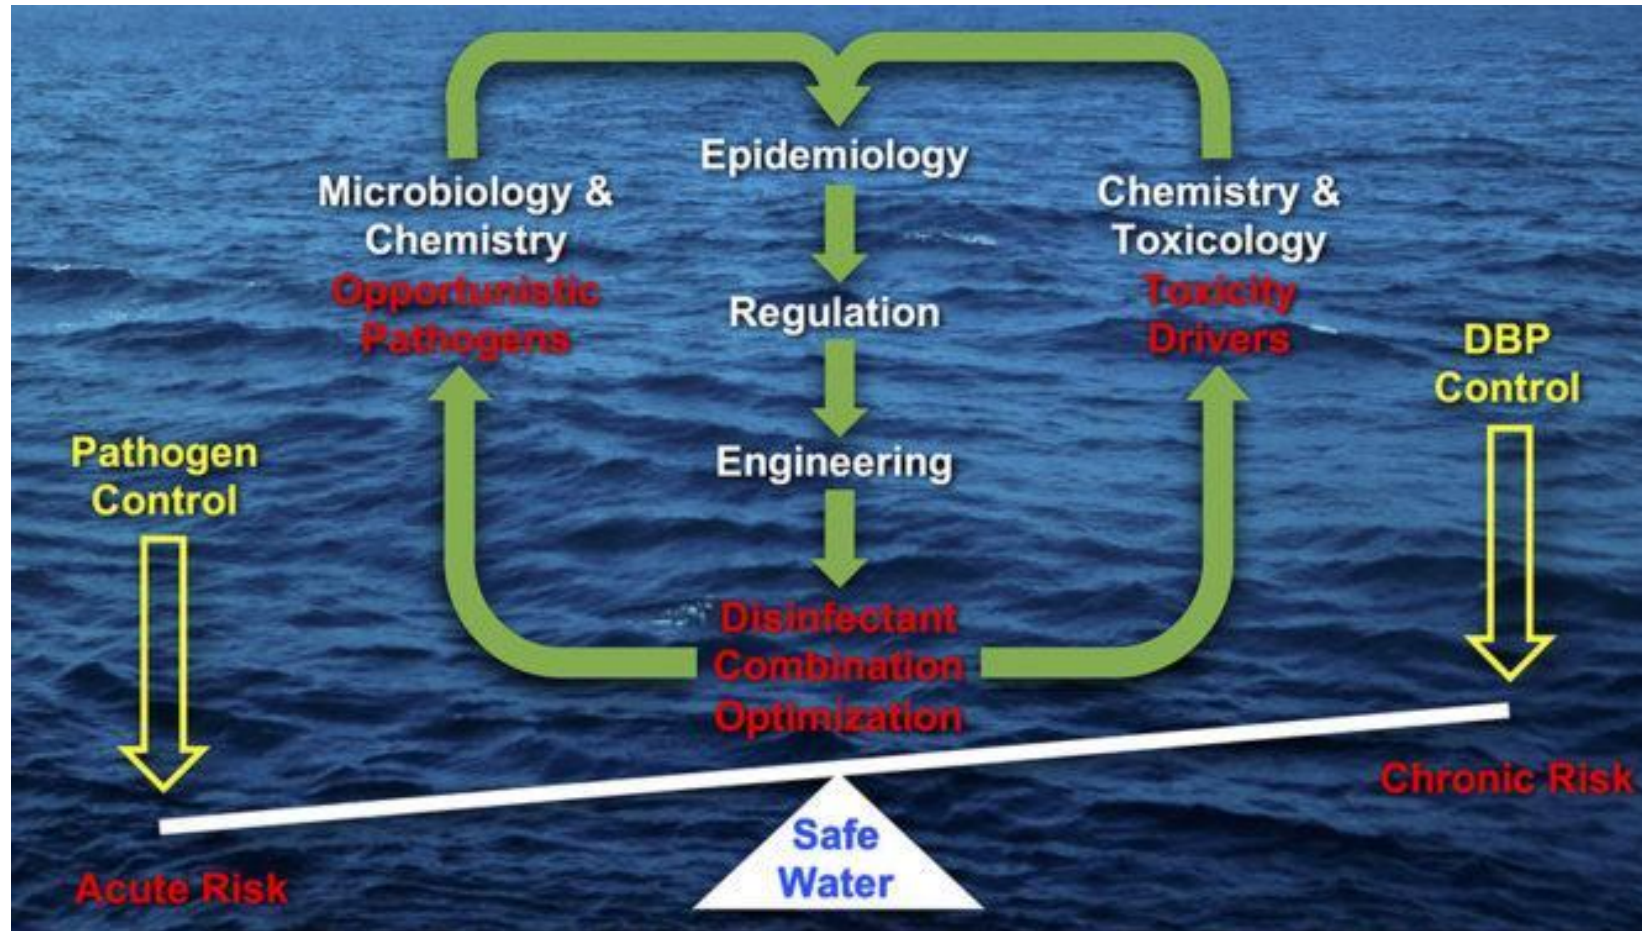 Epidemiology
Microbiology &
Chemistry
Opportunistic
Pathogens
Chemistry &
Toxicology
Toxicity
Drivers
Regulation
DBP
Control
Pathogen
Control
Engineering
Disinfectant
Combination
Optimization
Chronic Risk
Safe
Water
Acute Risk